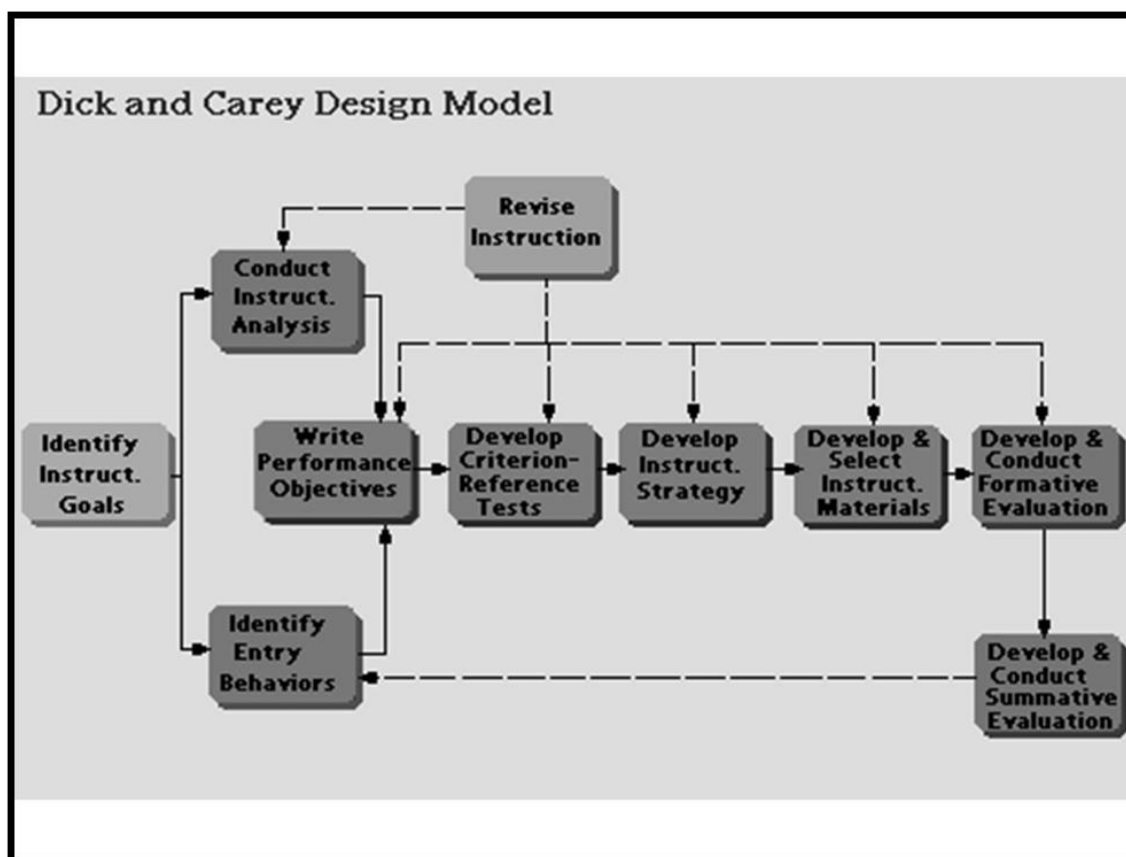 Dick and Carey Design Model
Revise
Instruction
Conduct
Instruct.
Analysis
Identify
Instruct.
Goals
Write
Performance
Objectives
Develop
Criterion-
Reference
Tests
Develop
Instruct.
Strategy
Develop &
Select
Instruct.
Materials
Develop &
Conduct
Formative
Evaluation
Identify
Entry
Behaviors
Develop &
Conduct
Summative
Evaluation